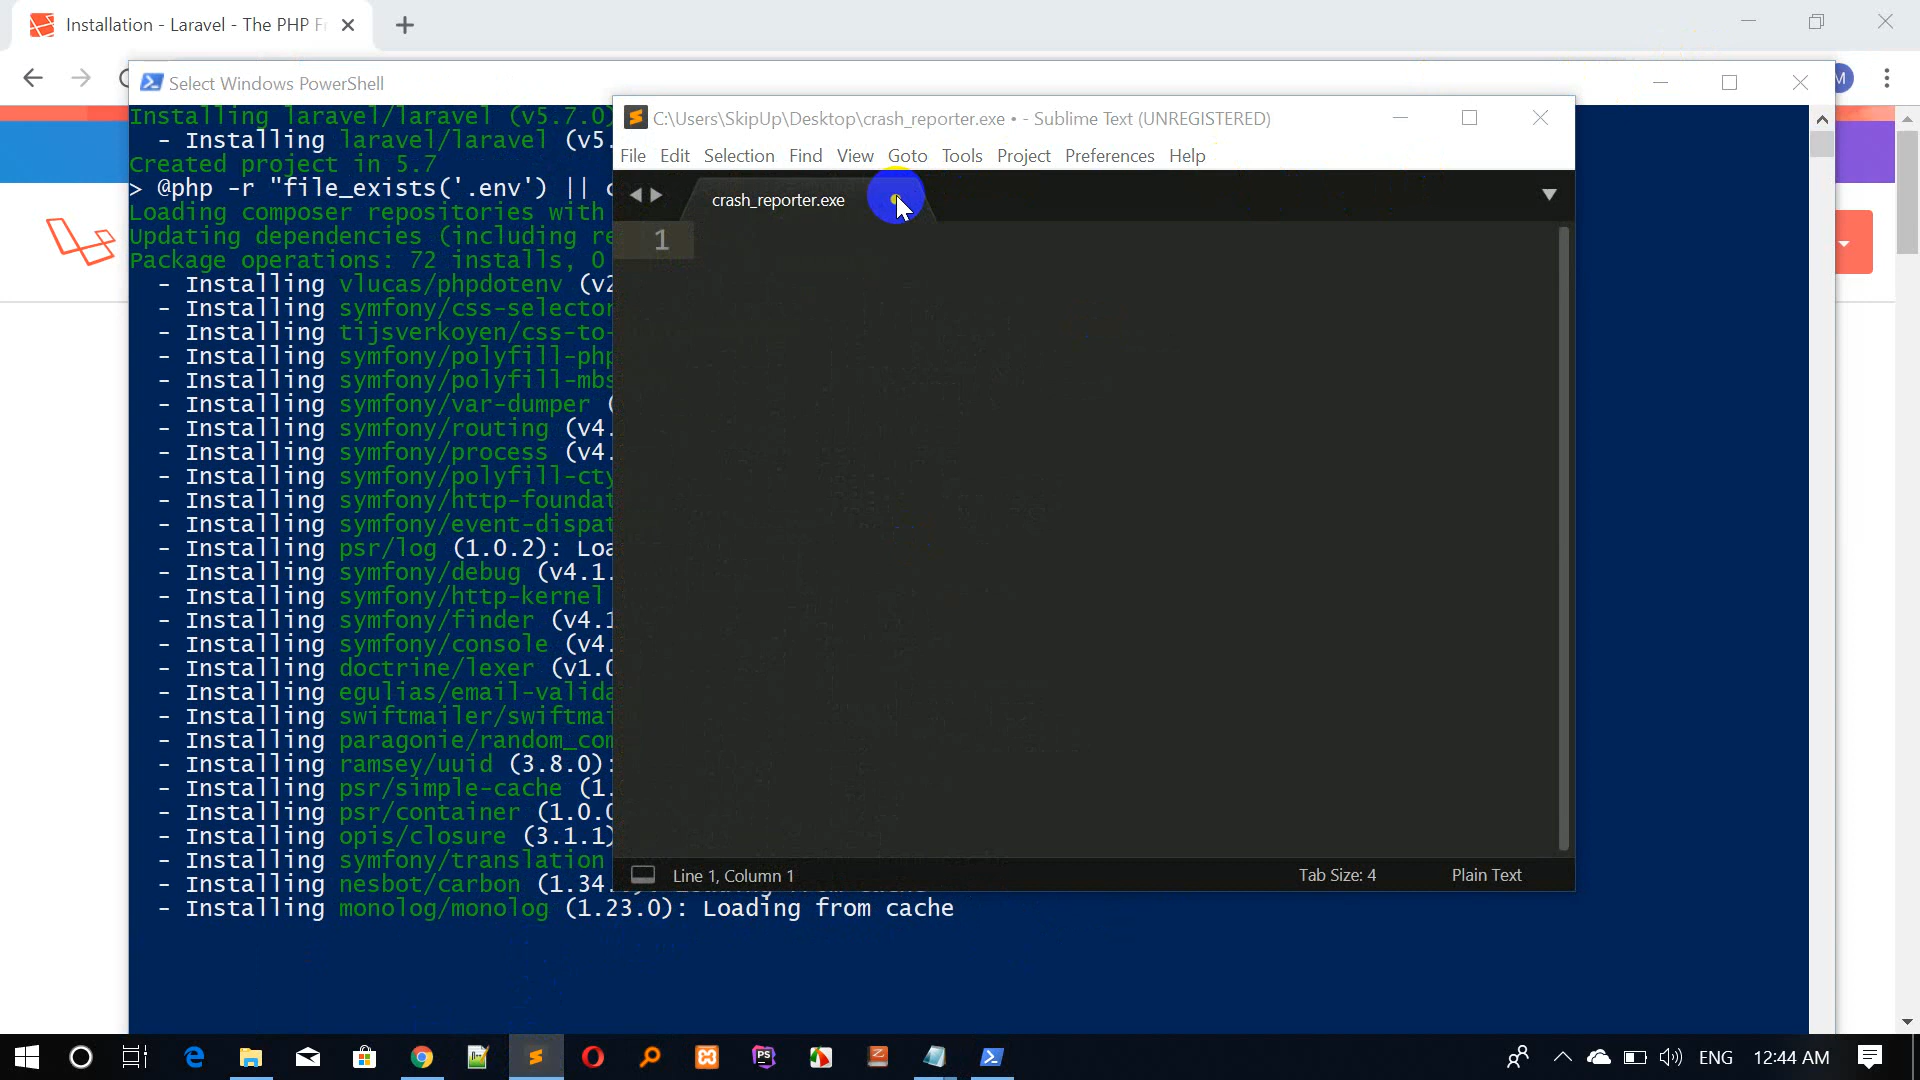 Installation - Laravel - The PHP F
Select Windows PowerShell
Installing laravel/laravel (v5.7.0)
- Installing laravel/laravel (v5.
Created project in 5.7
> @php -r "file_exists('.env') || c
Loading composer repositories with
Updating dependencies (including re
Package operations: 72 installs, 0
- Installing vlucas/phpdotenv (v2
- Installing symfony/css-selector
- Installing tijsverkoyen/css-to-
- Installing symfony/polyfill-php
- Installing symfony/polyfill-mbs
- Installing symfony/var-dumper (
- Installing symfony/routing (v4.
- Installing symfony/process (v4.
- Installing symfony/polyfill-cty
- Installing symfony/http-foundat
- Installing symfony/event-dispat
- Installing psr/log (1.0.2): Loa
- Installing symfony/debug (v4.1.
- Installing symfony/http-kernel
- Installing symfony/finder (v4.1
- Installing symfony/console (v4.
- Installing doctrine/lexer (v1.0
- Installing egulias/email-valida
- Installing swiftmailer/swiftmai
- Installing paragonie/random_com
- Installing ramsey/uuid (3.8.0):
- Installing psr/simple-cache (1.
- Installing psr/container (1.0.0
- Installing opis/closure (3.1.1)
- Installing symfony/translation
- Installing nesbot/carbon (1.34.
- Installing monolog/monolog (1.23.0): Loading from cache
C:\Users\SkipUp\Desktop\crash_reporter.exe • - Sublime Text (UNREGISTERED)
File Edit Selection Find View Goto Tools Project Preferences Help
crash_reporter.exe
1
Line 1, Column 1
Tab Size: 4
Plain Text
M
ENG
12:44 AM